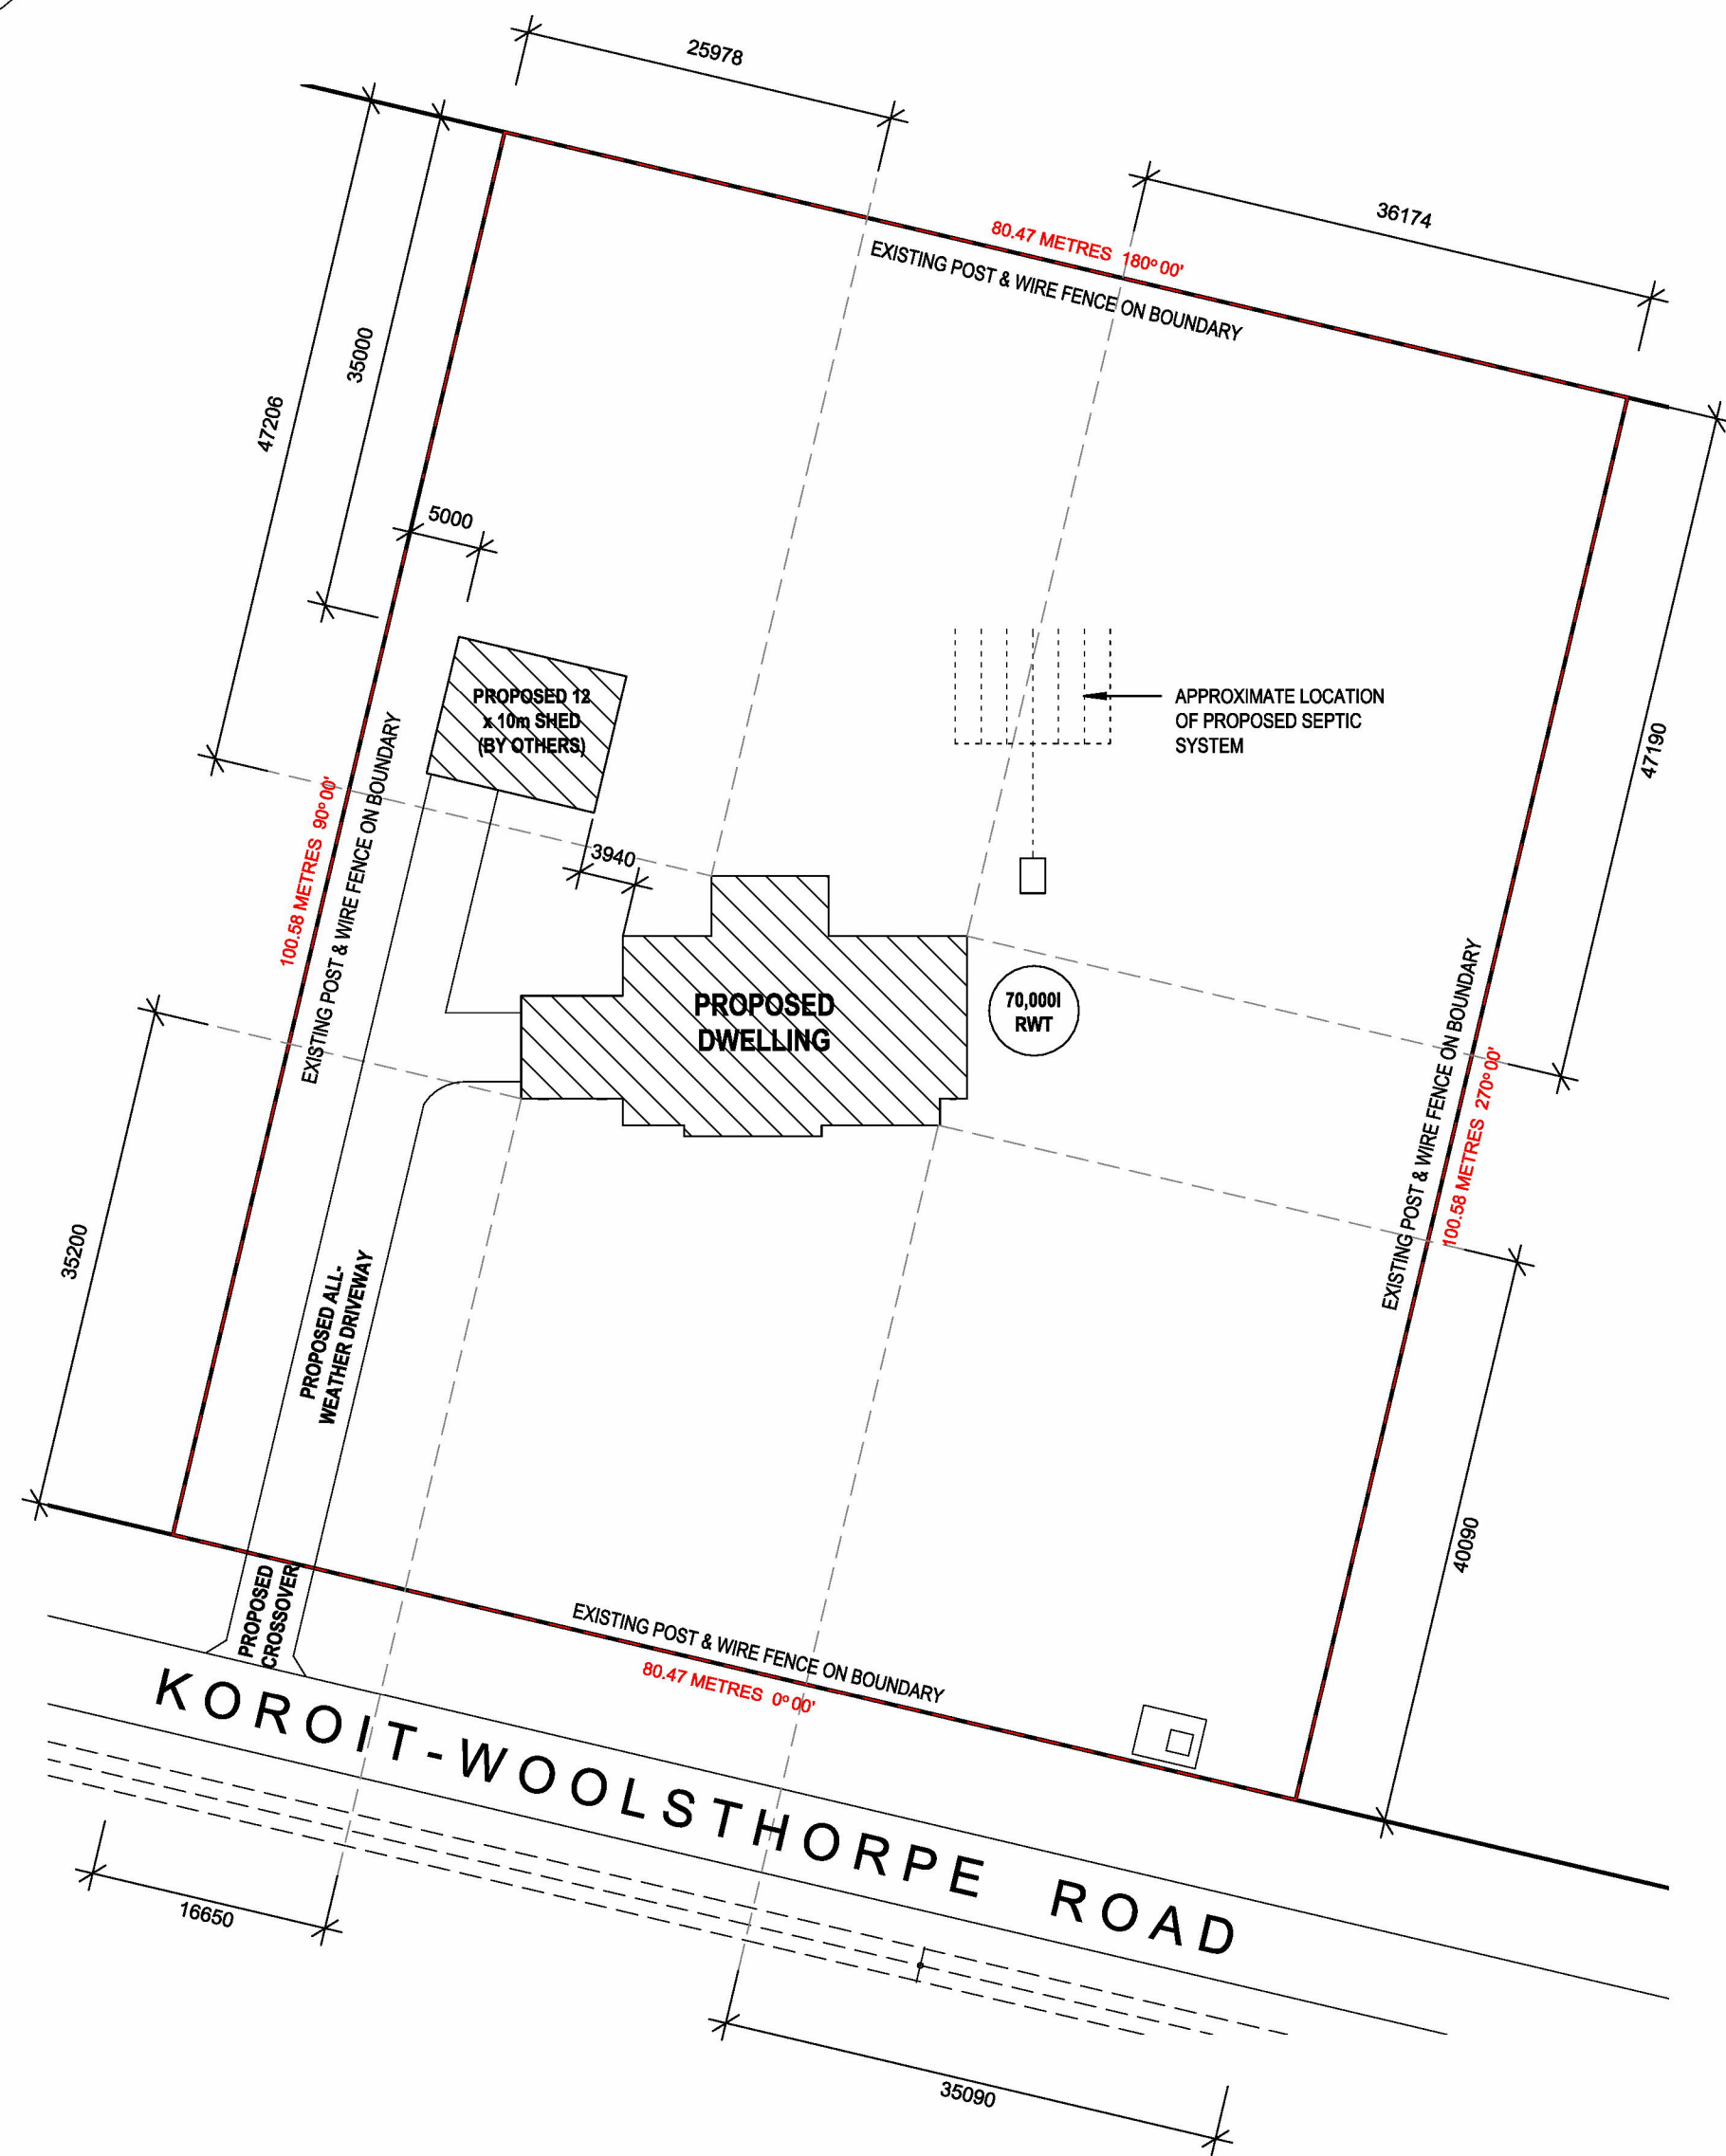 25978
36174
80.47 METRES 180° 00'
EXISTING POST & WIRE FENCE ON BOUNDARY
35000
47206
5000
PROPOSED 12
x 10m SHED
(BY OTHERS)
APPROXIMATE LOCATION
OF PROPOSED SEPTIC
SYSTEM
47190
100.58 METRES 90° 00'
EXISTING POST & WIRE FENCE ON BOUNDARY
3940
PROPOSED
DWELLING
70,000l
RWT
EXISTING POST & WIRE FENCE ON BOUNDARY
100.58 METRES 270° 00'
35200
PROPOSED ALL-
WEATHER DRIVEWAY
40090
PROPOSED
CROSSOVER
EXISTING POST & WIRE FENCE ON BOUNDARY
80.47 METRES 0° 00'
KOROIT-WOOLSTHORPE ROAD
16650
35090